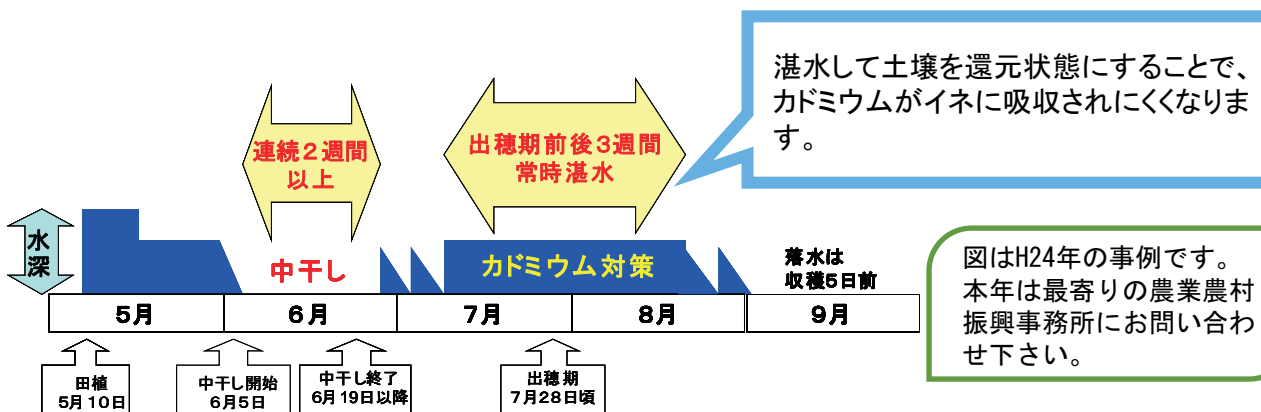 湛水して土壌を還元状態にすることで、
カドミウムがイネに吸収されにくくなりま
す。
連続2週間
以上
出穂期前後3週間
常時湛水
水
深
中干し
カドミウム対策
落水は
収穫5日前
図はH24年の事例です。
本年は最寄りの農業農村
振興事務所にお問い合わ
せ下さい。
5月
6月
7月
8月
9月
田植
5月10日
中干し開始
6月5日
中干し終了
6月19日以降
出穂期
7月28日頃